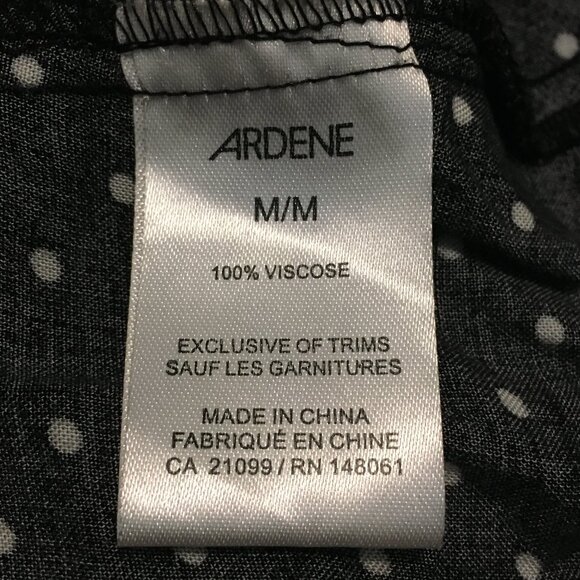 ARDENE
M/M
100% VISCOSE
EXCLUSIVE OF TRIMS
SAUF LES GARNITURES
MADE IN CHINA
FABRIQUÉ EN CHINE
CA 21099 / RN 148061